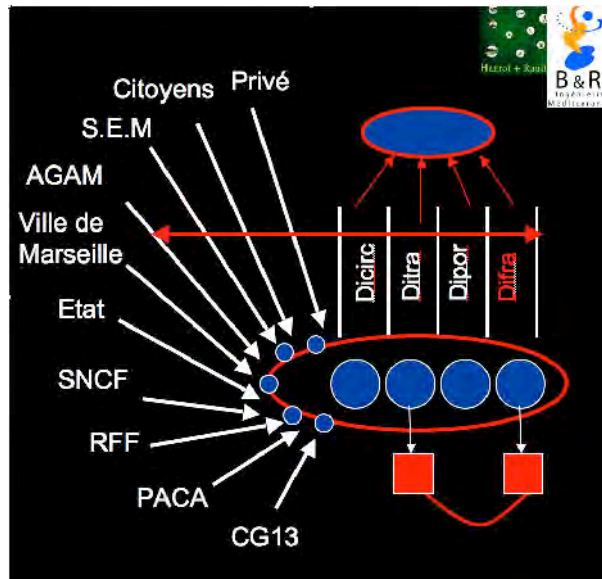 B & R
Citoyens
Privé
S.E.M
AGAM
Ville de
Marseille
Etat
SNCF
RFF
PACA
CG13
Dicirc
Ditra
Dipor
Difra